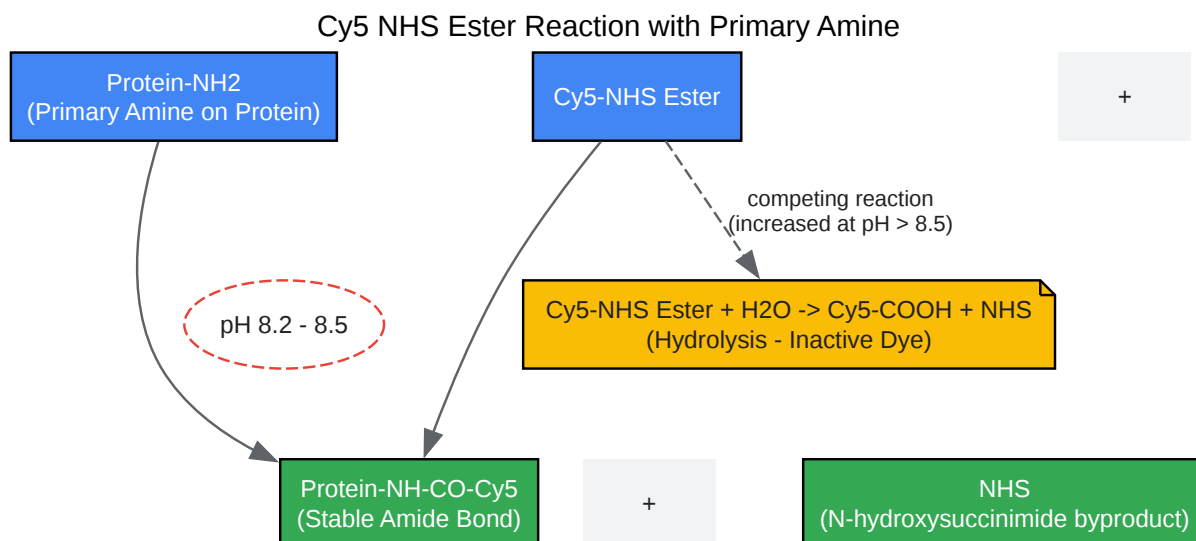 Cy5 NHS Ester Reaction with Primary Amine
Protein-NH2
(Primary Amine on Protein)
Cy5-NHS Ester
+
competing reaction
(increased at pH > 8.5)
pH 8.2 - 8.5
Cy5-NHS Ester + H2O -> Cy5-COOH + NHS
(Hydrolysis - Inactive Dye)
Protein-NH-CO-Cy5
(Stable Amide Bond)
+
NHS
(N-hydroxysuccinimide byproduct)